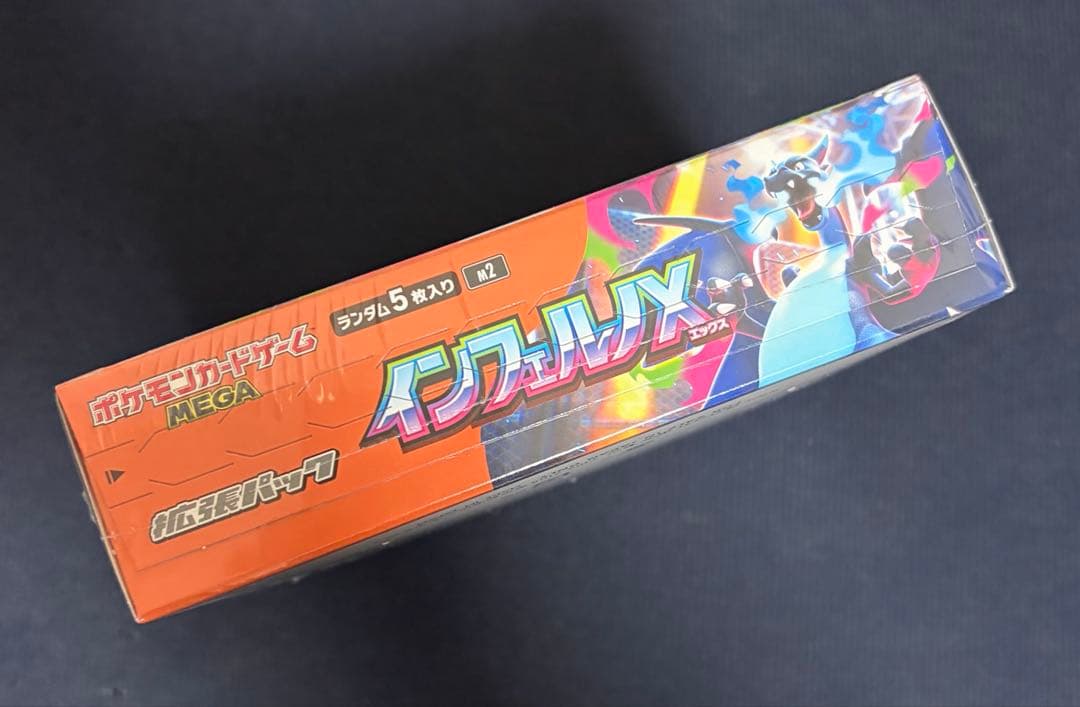 ポケモンカードゲーム
MEGA
ランダム5枚入り
M2
インフェルノX
エックス
拡張パック